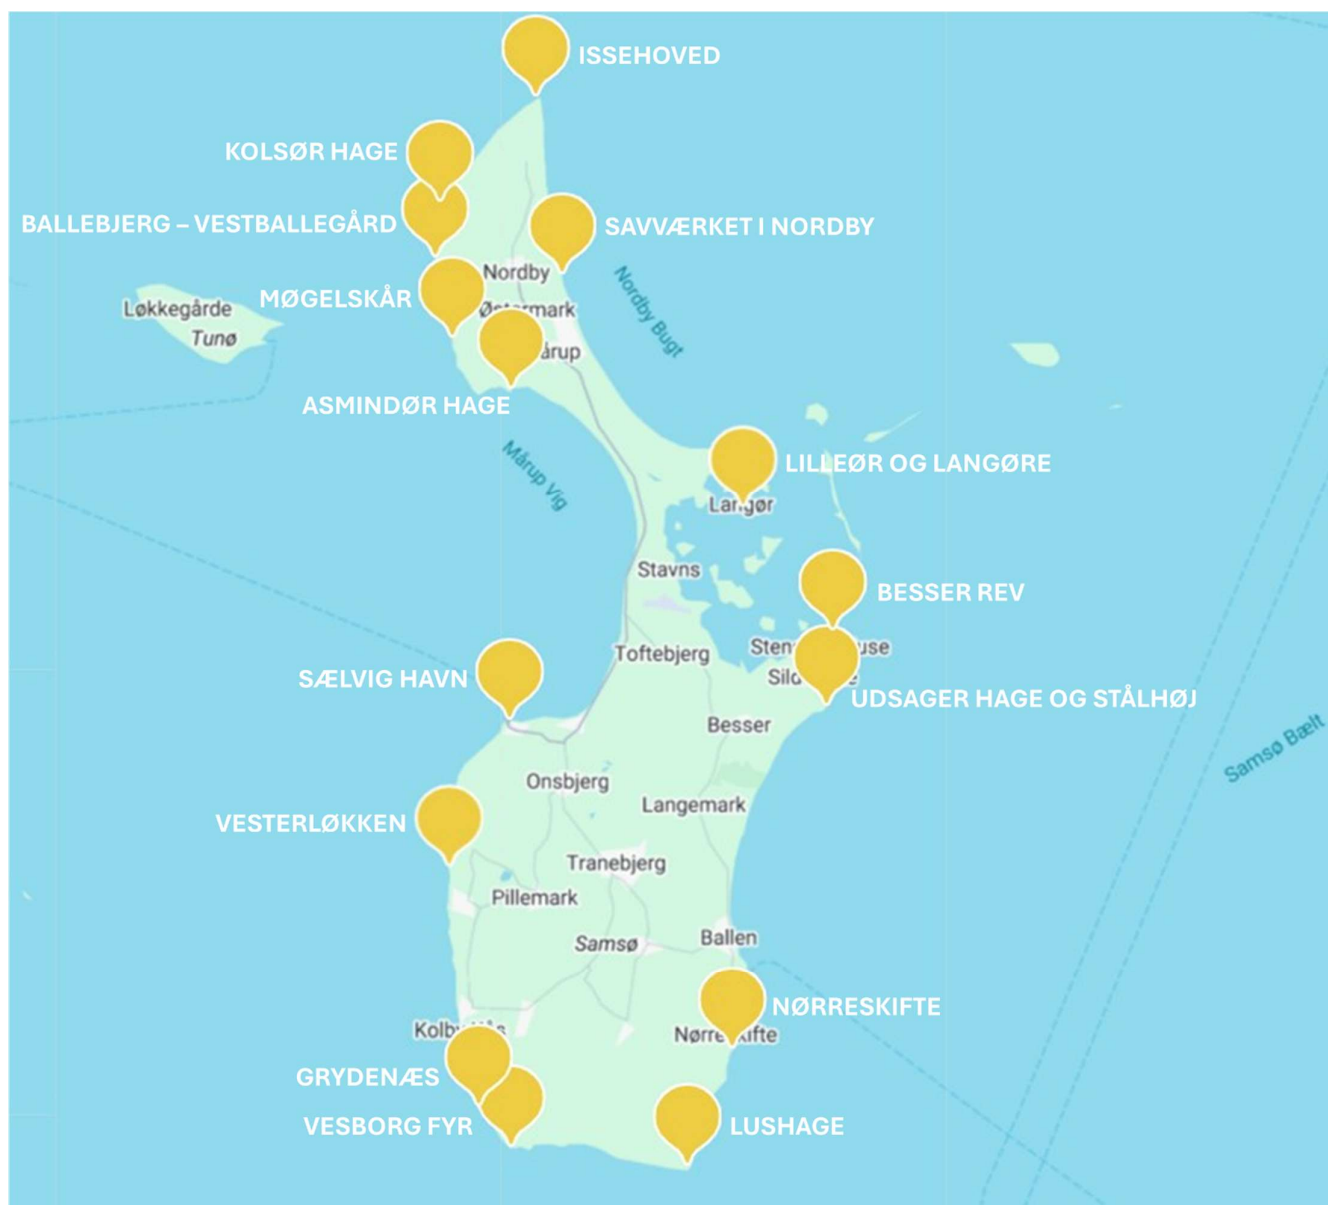 ISSEHOVED
KOLSØR HAGE
BALLEBJERG – VESTBALLEGÅRD
SAVVÆRKET I NORDBY
Nordby
Nordby Bugt
MØGELSKÅR
Løkkegårde
Tunø
ASMINDØR HAGE
Mårup Vig
LILLEØR OG LANGØRE
Langør
Stavns
BESSER REV
Toftebjerg
SÆLVIG HAVN
UDSAGER HAGE OG STÅLHØJ
Besser
Samsø Bælt
Onsbjerg
Langemark
VESTERLØKKEN
Tranebjerg
Pillemark
Samsø
Ballen
NØRRESKIFTE
GRYDENÆS
VESBORG FYR
LUSHAGE